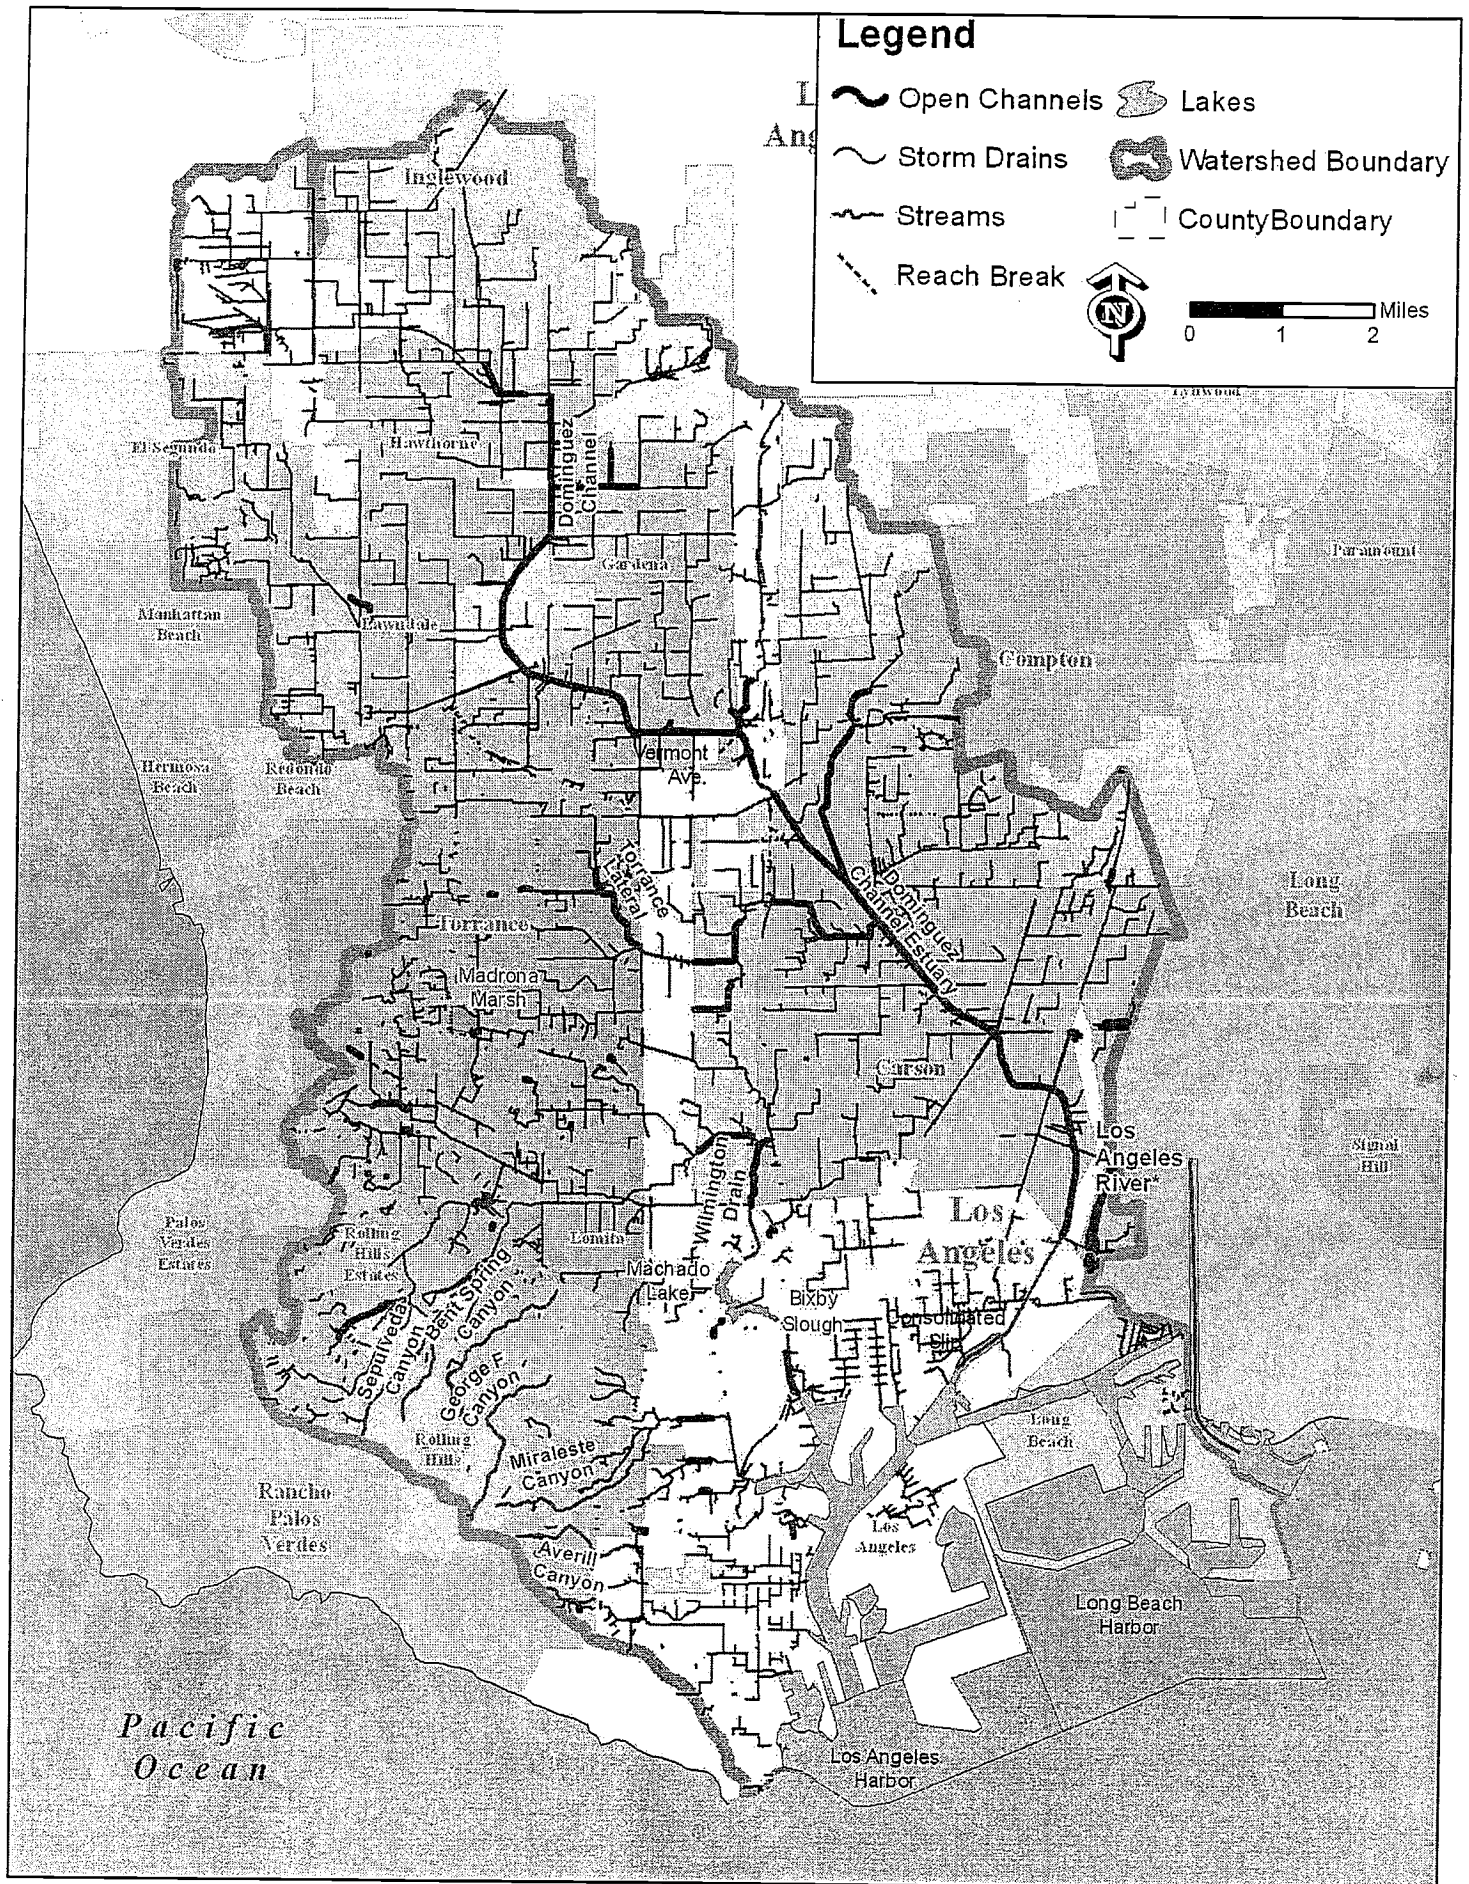 Legend
Open Channels
Lakes
Storm Drains
Watershed Boundary
Streams
CountyBoundary
Reach Break
N
Miles
0 1 2
L
Ang
Inglewood
Lynwood
El Segundo
Hawthorne
Dominguez
Channel
Gardena
Paramount
Manhattan
Beach
Lawndale
Compton
Vermont
Ave.
Hermosa
Beach
Redondo
Beach
Torrance
Lateral
Dominguez
Channel Estuary
Long
Beach
Torrance
Madrona
Marsh
Carson
Los
Angeles
River*
Signal
Hill
Wilmington
Drain
Palos
Verdes
Estates
Rolling
Hills
Estates
Lomita
Los
Angeles
Machado
Lake
Bixby
Slough
Consolidated
Slip
Sepulveda
Canyon
Bent Spring
Canyon
George F
Canyon
Rolling
Hills
Miraleste
Canyon
Long
Beach
Rancho
Palos
Verdes
Los
Angeles
Averill
Canyon
Long Beach
Harbor
Pacific
Ocean
Los Angeles
Harbor